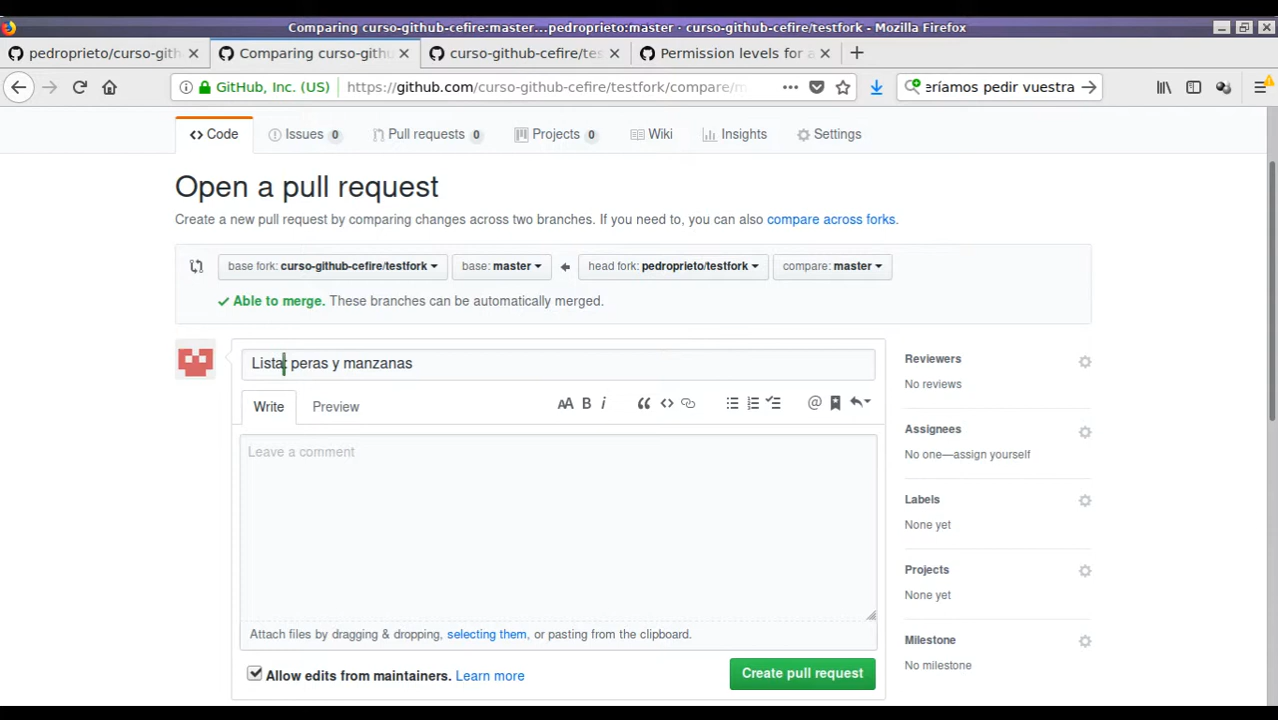 Comparing curso-github-cefire:master...pedroprieto:master · curso-github-cefire/testfork - Mozilla Firefox
pedroprieto/curso-gith
Comparing curso-githu
curso-github-cefire/tes
Permission levels for a
GitHub, Inc. (US)
https://github.com/curso-github-cefire/testfork/compare/m
eríamos pedir vuestra
Code
Issues 0
Pull requests 0
Projects 0
Wiki
Insights
Settings
Open a pull request
Create a new pull request by comparing changes across two branches. If you need to, you can also compare across forks.
base fork: curso-github-cefire/testfork
base: master
head fork: pedroprieto/testfork
compare: master
Able to merge. These branches can be automatically merged.
Lista: peras y manzanas
Write
Preview
AA B i
Leave a comment
Attach files by dragging & dropping, selecting them, or pasting from the clipboard.
Allow edits from maintainers. Learn more
Create pull request
Reviewers
No reviews
Assignees
No one—assign yourself
Labels
None yet
Projects
None yet
Milestone
No milestone